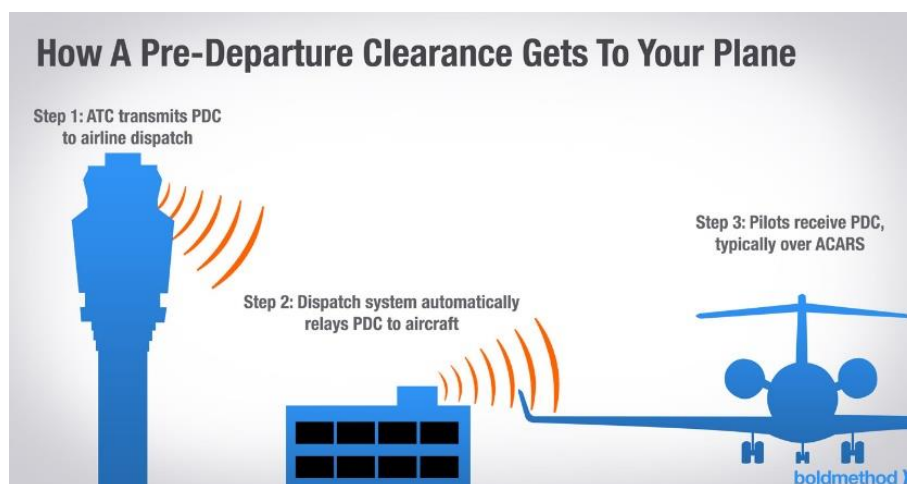 How A Pre-Departure Clearance Gets To Your Plane
Step 1: ATC transmits PDC
to airline dispatch
Step 2: Dispatch system automatically
relays PDC to aircraft
Step 3: Pilots receive PDC,
typically over ACARS
boldmethod